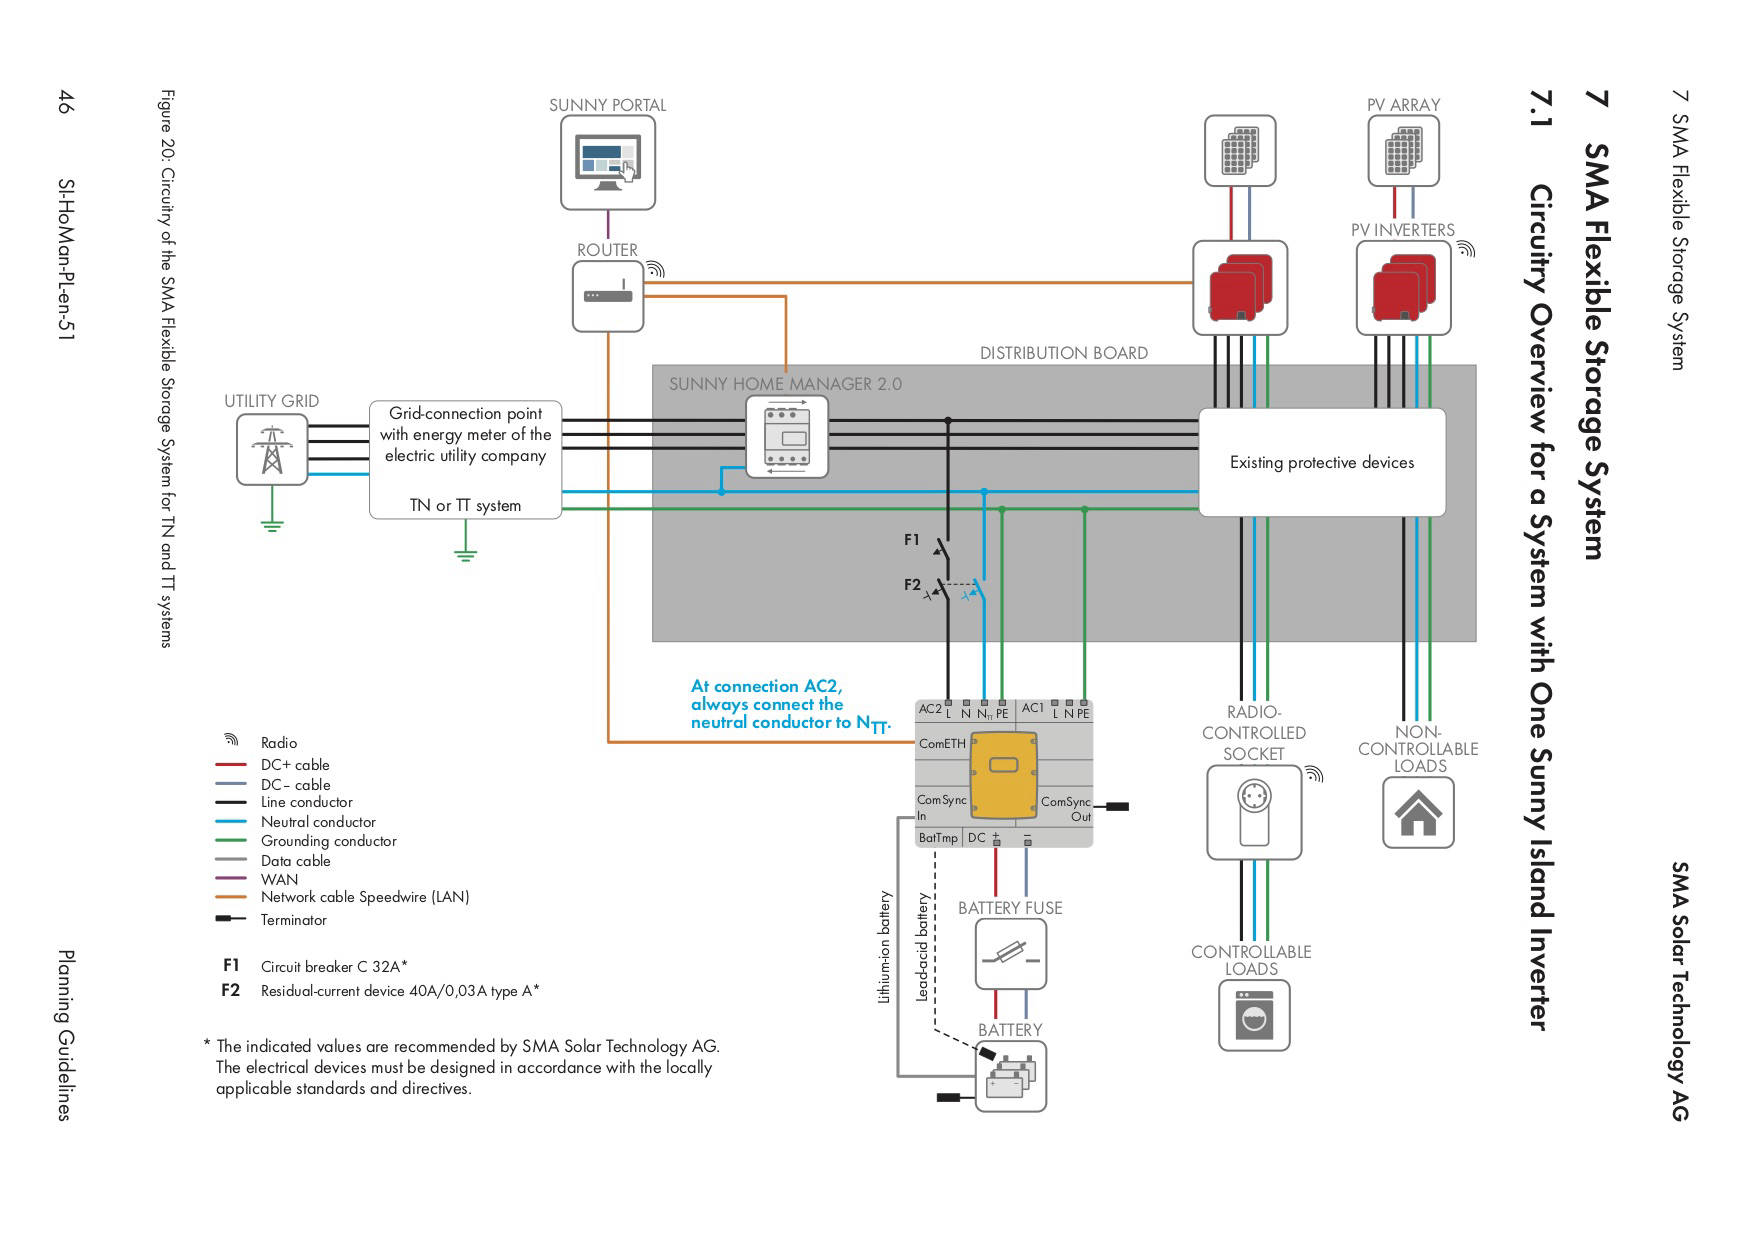 7 SMA Flexible Storage System
SMA Solar Technology AG
7 SMA Flexible Storage System
7.1 Circuitry Overview for a System with One Sunny Island Inverter
SUNNY PORTAL
PV ARRAY
ROUTER
PV INVERTERS
DISTRIBUTION BOARD
SUNNY HOME MANAGER 2.0
UTILITY GRID
Grid-connection point
with energy meter of the
electric utility company
TN or TT system
Existing protective devices
F1
F2
At connection AC2,
always connect the
neutral conductor to NTT.
AC2 L N NTT PE AC1 L N PE
ComETH
ComSync
In
ComSync
Out
BatTmp DC + −
RADIO-
CONTROLLED
SOCKET
NON-
CONTROLLABLE
LOADS
Lithium-ion battery
Lead-acid battery
BATTERY FUSE
BATTERY
+ −
CONTROLLABLE
LOADS
Radio
DC+ cable
DC− cable
Line conductor
Neutral conductor
Grounding conductor
Data cable
WAN
Network cable Speedwire (LAN)
Terminator
F1 Circuit breaker C 32A*
F2 Residual-current device 40A/0,03A type A*
* The indicated values are recommended by SMA Solar Technology AG.
The electrical devices must be designed in accordance with the locally
applicable standards and directives.
Figure 20: Circuitry of the SMA Flexible Storage System for TN and TT systems
46 SI-HoMan-PL-en-51 Planning Guidelines